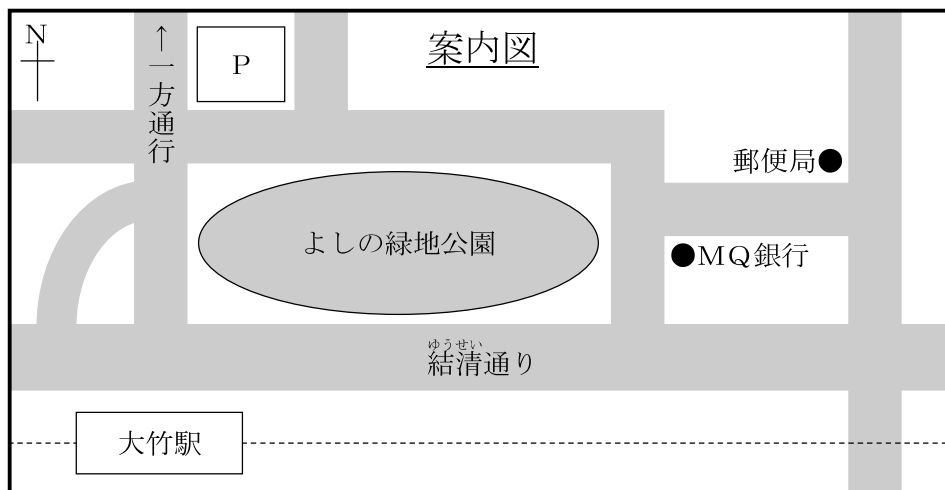 N
↑一方通行
P
案内図
郵便局
よしの緑地公園
MQ銀行
ゆうせい
結清通り
大竹駅